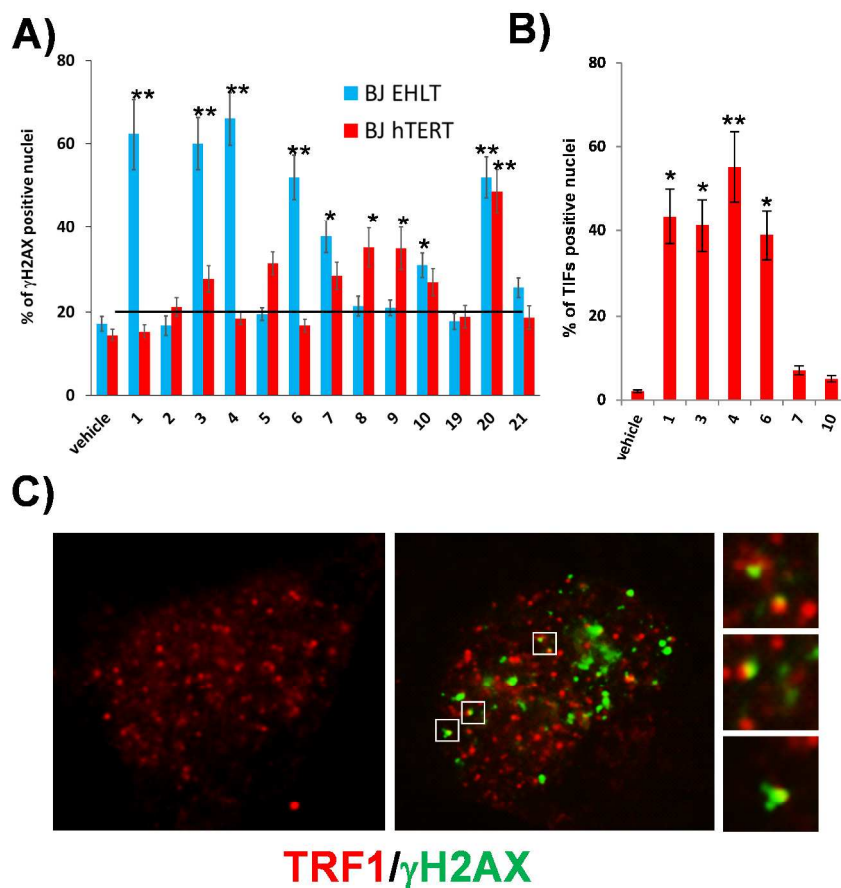 A)
% of γH2AX positive nuclei
80
60
40
20
0
** ** ** ** * * * * ** **
BJ EHLT
BJ hTERT
vehicle 1 2 3 4 5 6 7 8 9 10 19 20 21
B)
% of TIFs positive nuclei
80
60
40
20
0
* * ** *
vehicle 1 3 4 6 7 10
C)
TRF1/γH2AX